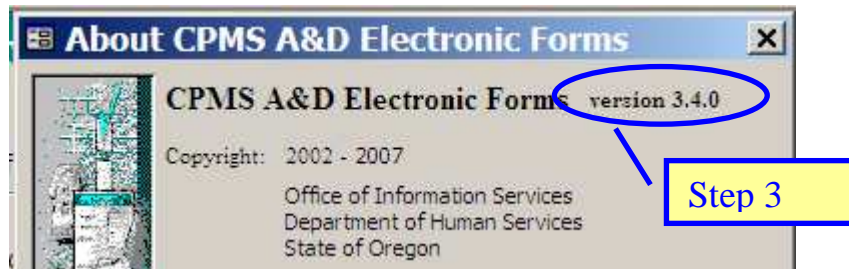 About CPMS A&D Electronic Forms
CPMS A&D Electronic Forms version 3.4.0
Copyright: 2002 - 2007
Office of Information Services
Department of Human Services
State of Oregon
Step 3